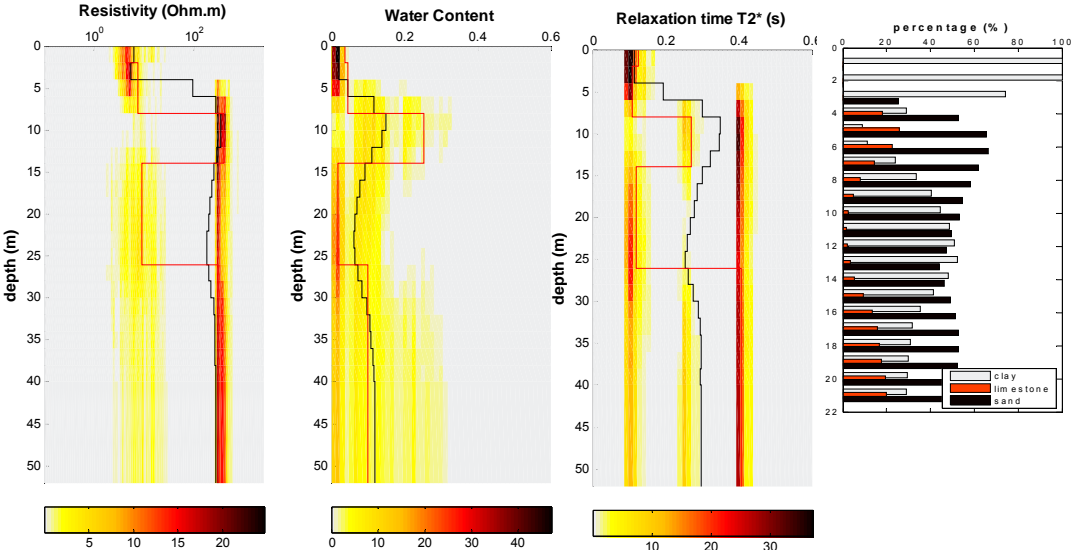 Resistivity (Ohm.m)
10^0 10^2
0
5
10
15
20
25
30
35
40
45
50
depth (m)
5 10 15 20
Water Content
0 0.2 0.4 0.6
0
5
10
15
20
25
30
35
40
45
50
depth (m)
0 10 20 30 40
Relaxation time T2* (s)
0 0.2 0.4 0.6
0
5
10
15
20
25
30
35
40
45
50
depth (m)
10 20 30
percentage (%)
0 20 40 60 80 100
0
2
4
6
8
10
12
14
16
18
20
22
clay
limestone
sand